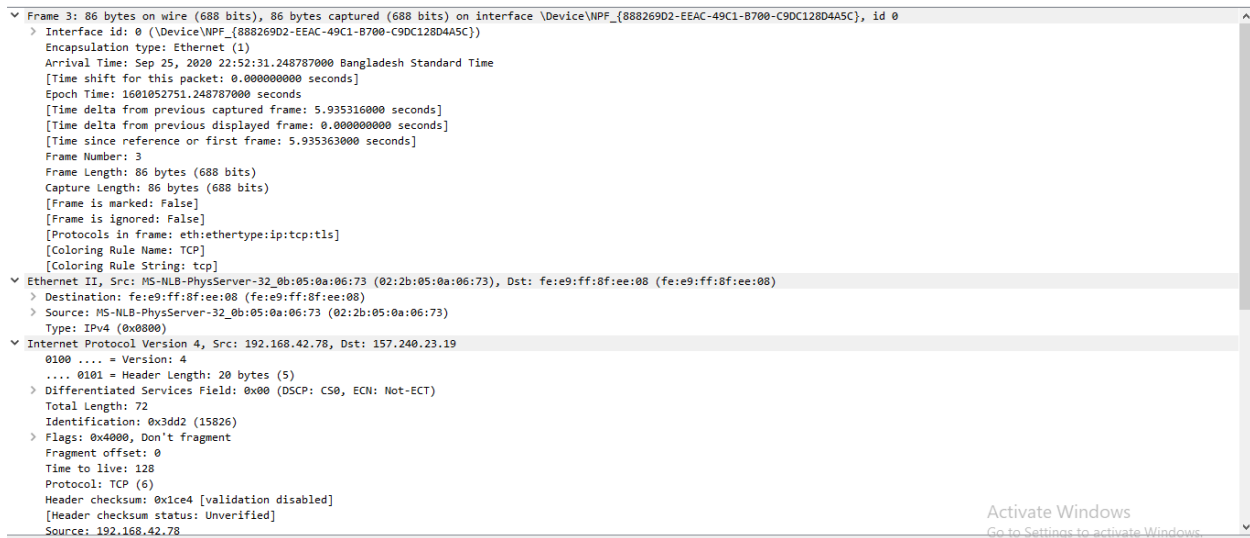 Frame 3: 86 bytes on wire (688 bits), 86 bytes captured (688 bits) on interface \Device\NPF_{888269D2-EEAC-49C1-B700-C9DC128D4A5C}, id 0
Interface id: 0 (\Device\NPF_{888269D2-EEAC-49C1-B700-C9DC128D4A5C})
Encapsulation type: Ethernet (1)
Arrival Time: Sep 25, 2020 22:52:31.248787000 Bangladesh Standard Time
[Time shift for this packet: 0.000000000 seconds]
Epoch Time: 1601052751.248787000 seconds
[Time delta from previous captured frame: 5.935316000 seconds]
[Time delta from previous displayed frame: 0.000000000 seconds]
[Time since reference or first frame: 5.935363000 seconds]
Frame Number: 3
Frame Length: 86 bytes (688 bits)
Capture Length: 86 bytes (688 bits)
[Frame is marked: False]
[Frame is ignored: False]
[Protocols in frame: eth:ethertype:ip:tcp:tls]
[Coloring Rule Name: TCP]
[Coloring Rule String: tcp]
Ethernet II, Src: MS-NLB-PhysServer-32_0b:05:0a:06:73 (02:2b:05:0a:06:73), Dst: fe:e9:ff:8f:ee:08 (fe:e9:ff:8f:ee:08)
Destination: fe:e9:ff:8f:ee:08 (fe:e9:ff:8f:ee:08)
Source: MS-NLB-PhysServer-32_0b:05:0a:06:73 (02:2b:05:0a:06:73)
Type: IPv4 (0x0800)
Internet Protocol Version 4, Src: 192.168.42.78, Dst: 157.240.23.19
0100 .... = Version: 4
.... 0101 = Header Length: 20 bytes (5)
Differentiated Services Field: 0x00 (DSCP: CS0, ECN: Not-ECT)
Total Length: 72
Identification: 0x3dd2 (15826)
Flags: 0x4000, Don't fragment
Fragment offset: 0
Time to live: 128
Protocol: TCP (6)
Header checksum: 0x1ce4 [validation disabled]
[Header checksum status: Unverified]
Source: 192.168.42.78
Activate Windows
Go to Settings to activate Windows.